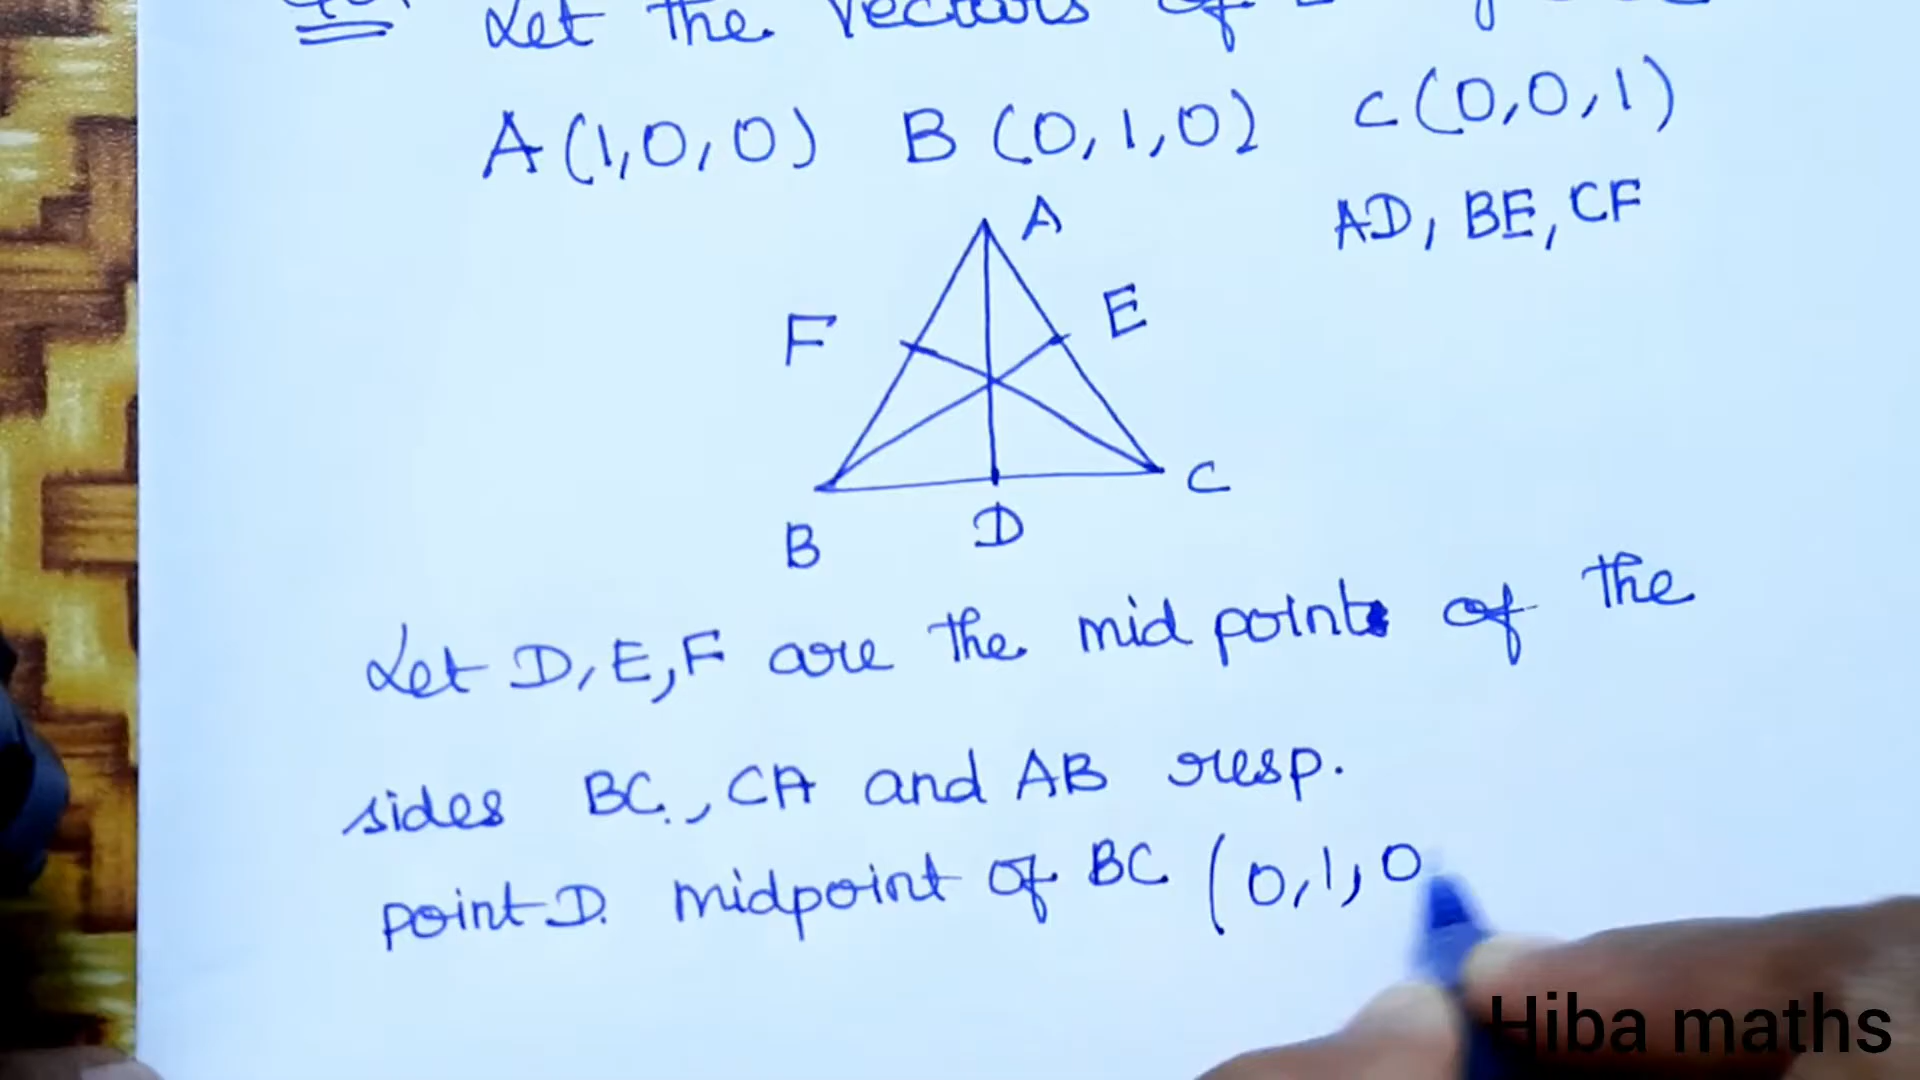 Let the Vectors of
A(1,0,0) B(0,1,0) C(0,0,1)
AD, BE, CF
A
F E
B D C
Let D, E, F are the mid points of the
sides BC, CA and AB resp.
point D. midpoint of BC (0,1,0
Hiba maths